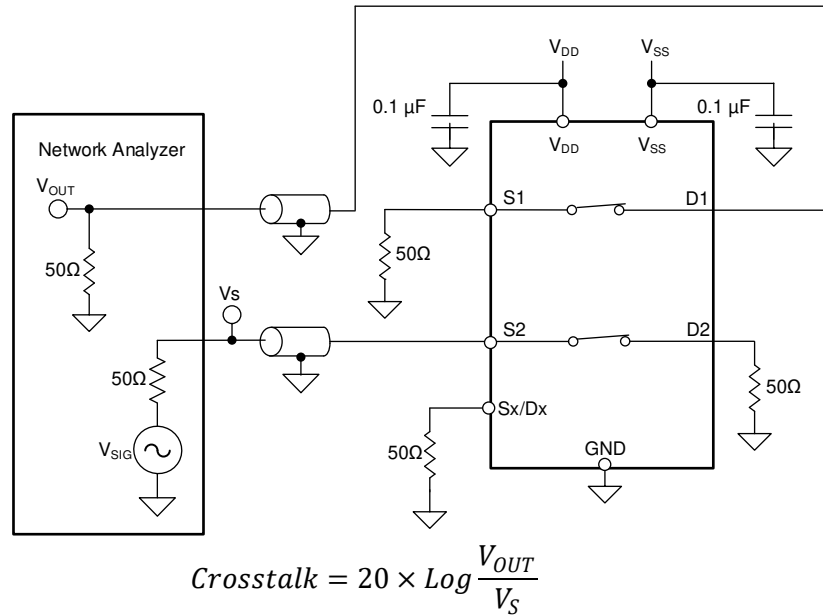 V_DD
V_SS
0.1 µF
0.1 µF
V_DD
V_SS
Network Analyzer
V_OUT
S1
D1
50Ω
50Ω
Vs
S2
D2
50Ω
50Ω
Sx/Dx
V_SIG
50Ω
GND
Crosstalk = 20 × Log V_OUT / V_S